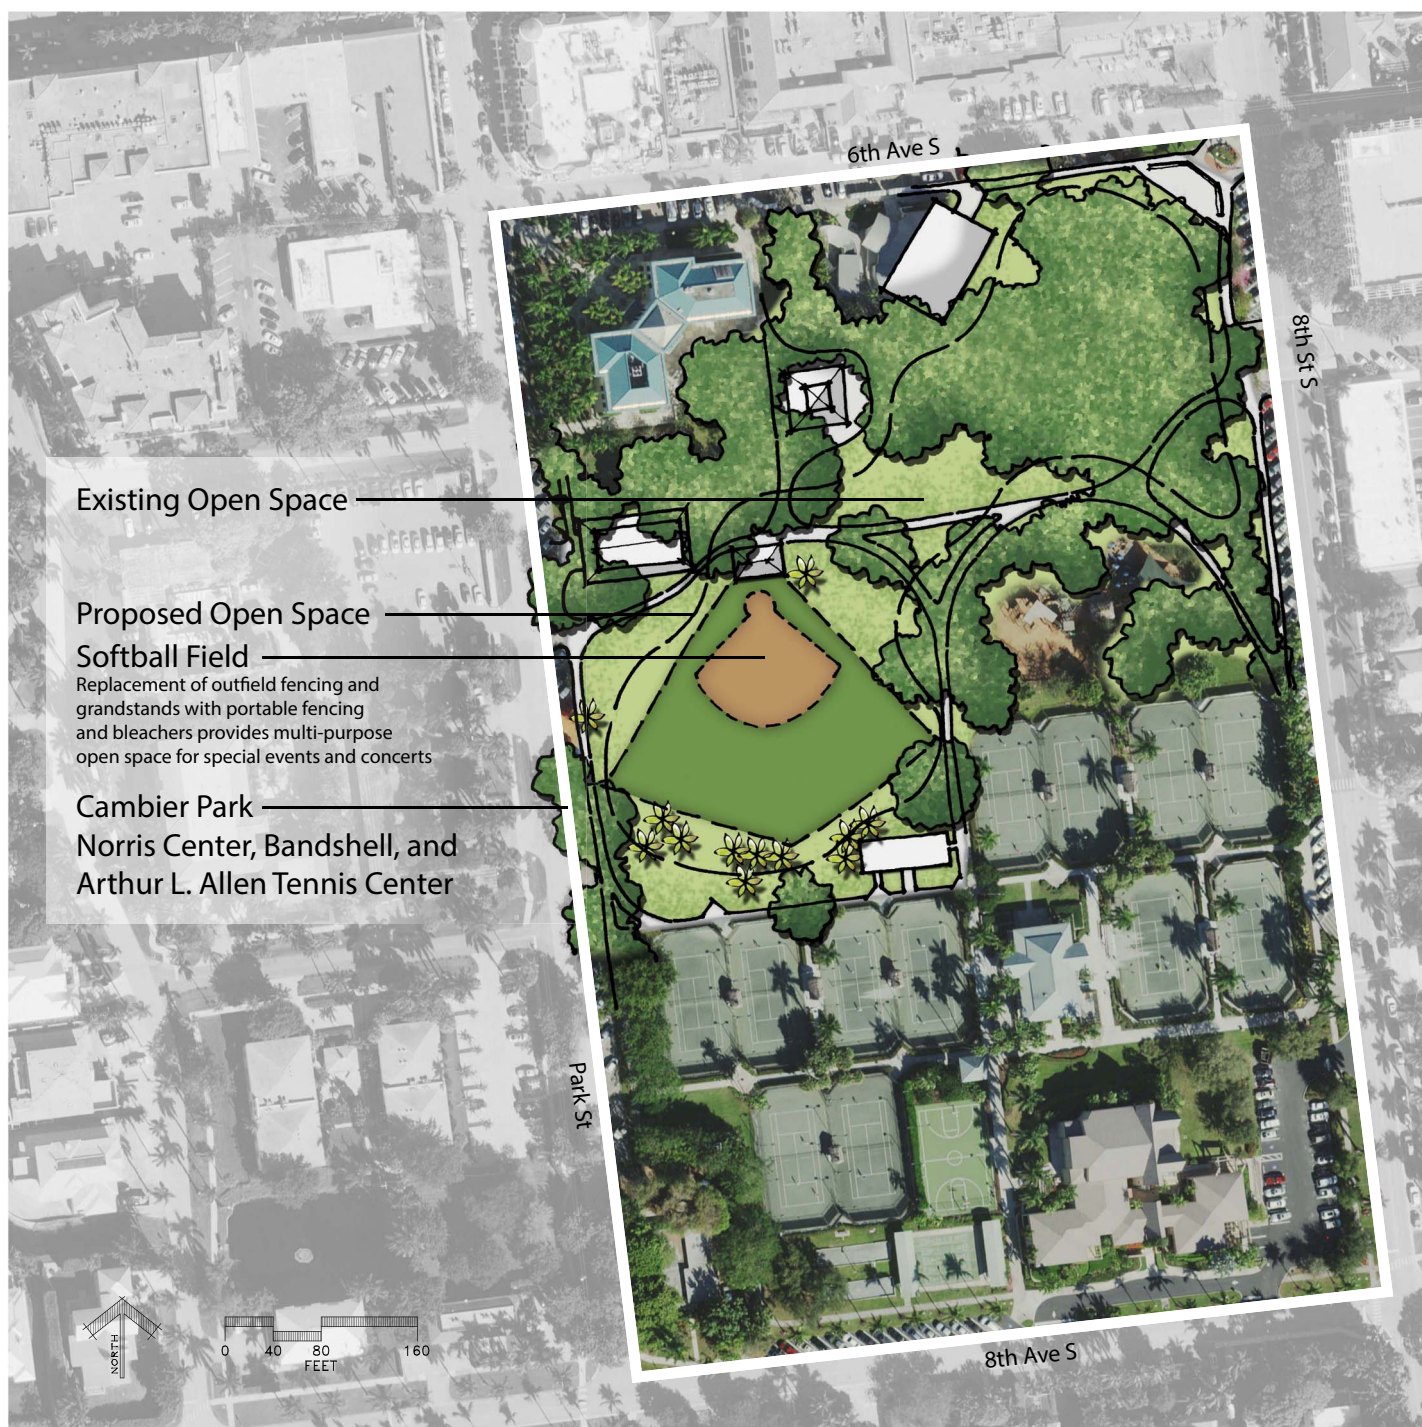 6th Ave S
8th St S
Existing Open Space
Proposed Open Space
Softball Field
Replacement of outfield fencing and
grandstands with portable fencing
and bleachers provides multi-purpose
open space for special events and concerts
Cambier Park
Norris Center, Bandshell, and
Arthur L. Allen Tennis Center
Park St
NORTH
0 40 80 160
FEET
8th Ave S